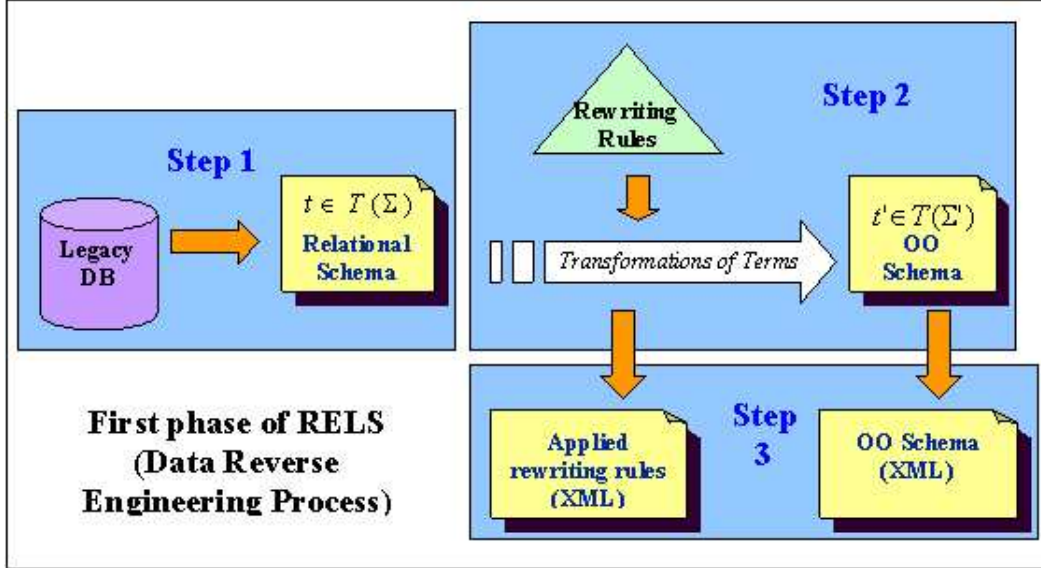 Step 1
Legacy
DB
t ∈ T(Σ)
Relational
Schema
Step 2
Rewriting
Rules
Transformations of Terms
t'∈T(Σ')
OO
Schema
First phase of RELS
(Data Reverse
Engineering Process)
Step
3
Applied
rewriting rules
(XML)
OO Schema
(XML)